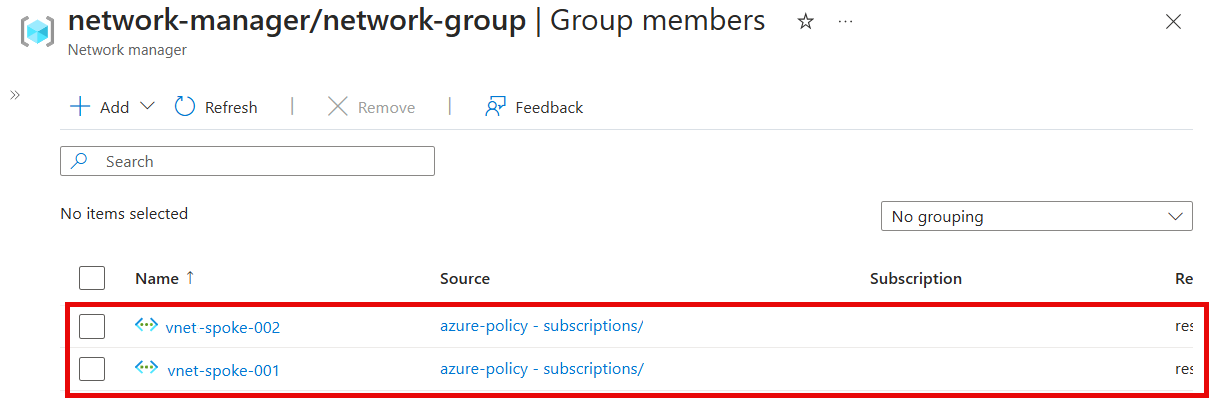 network-manager/network-group | Group members
Network manager
Add Refresh | Remove | Feedback
Search
No items selected
No grouping
Name ↑ Source Subscription Re
vnet-spoke-002 azure-policy - subscriptions/ res
vnet-spoke-001 azure-policy - subscriptions/ res